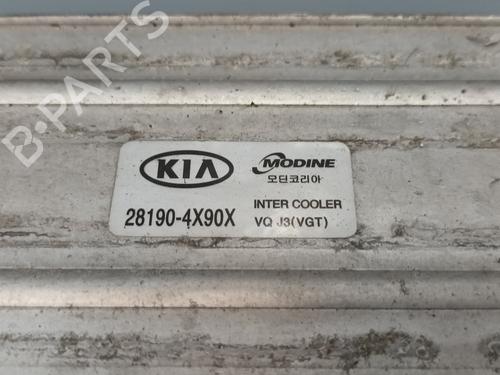 B-PARTS
KIA
MODINE
모딘코리아
28190-4X90X
INTER COOLER
VQ J3(VGT)